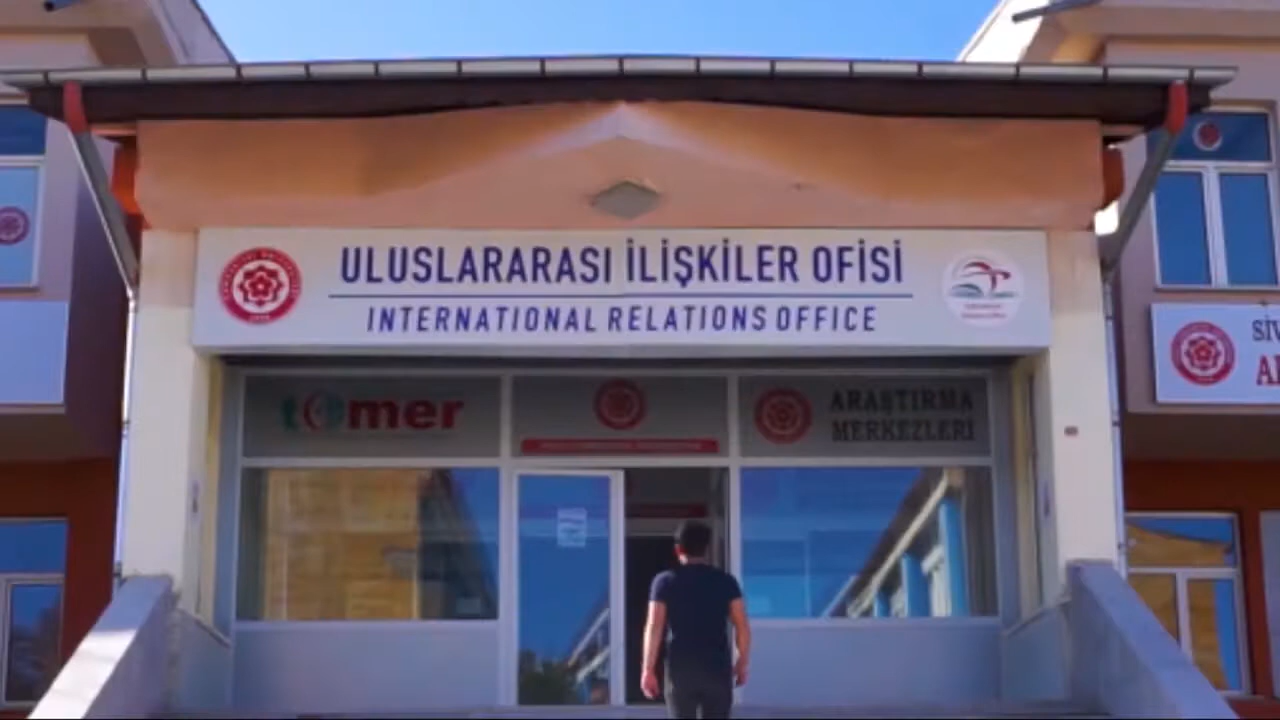 ULUSLARARASI İLİŞKİLER OFİSİ
INTERNATIONAL RELATIONS OFFICE
tömer
ARAŞTIRMA
MERKEZLERİ